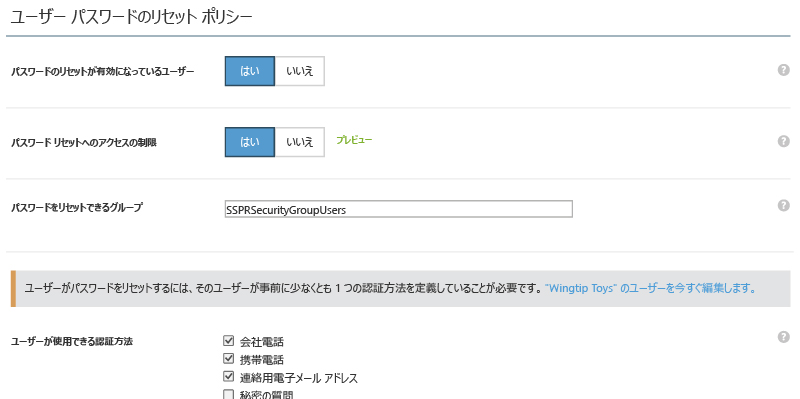 ユーザー パスワードのリセット ポリシー
パスワードのリセットが有効になっているユーザー はい いいえ ?
パスワード リセットへのアクセスの制限 はい いいえ プレビュー ?
パスワードをリセットできるグループ SSPRSecurityGroupUsers ?
ユーザーがパスワードをリセットするには、そのユーザーが事前に少なくとも 1 つの認証方法を定義していることが必要です。 "Wingtip Toys" のユーザーを今すぐ編集します。
ユーザーが使用できる認証方法 会社電話 ?
携帯電話
連絡用電子メール アドレス
秘密の質問